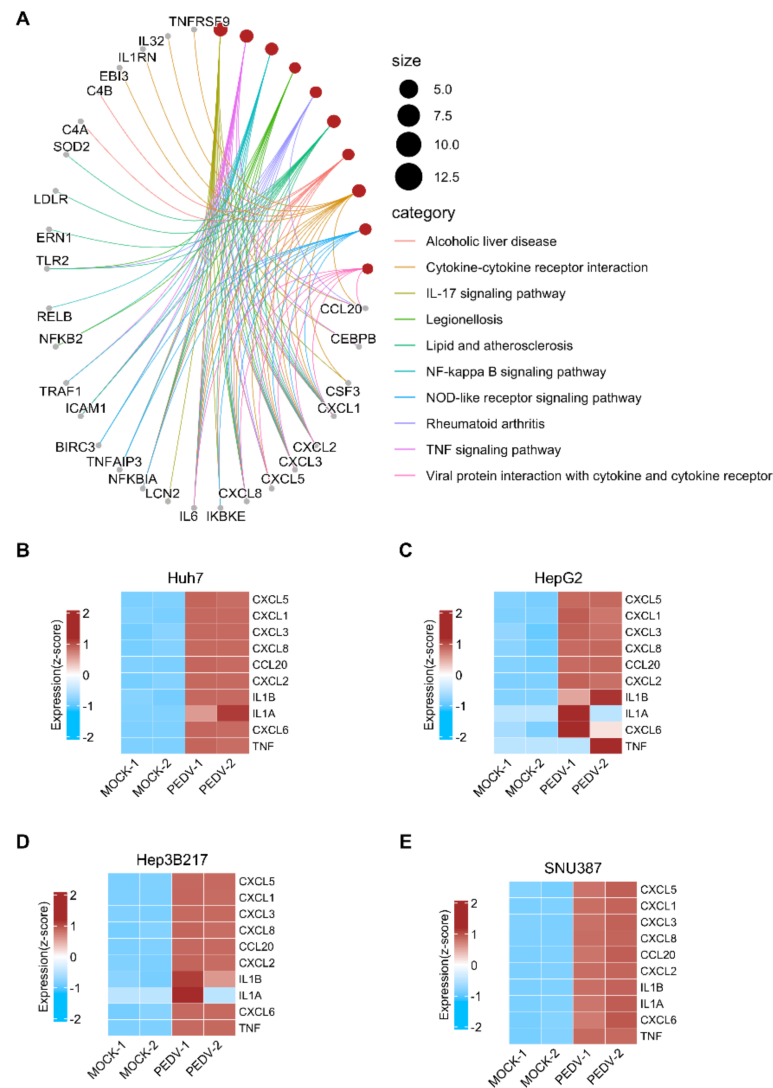 A
TNFRSF9
IL32
IL1RN
EBI3
C4B
C4A
SOD2
LDLR
ERN1
TLR2
RELB
NFKB2
TRAF1
ICAM1
BIRC3
TNFAIP3
NFKBIA
LCN2
IL6
IKBKE
CXCL8
CXCL5
CXCL3
CXCL2
CXCL1
CSF3
CEBPB
CCL20
size
5.0
7.5
10.0
12.5
category
Alcoholic liver disease
Cytokine-cytokine receptor interaction
IL-17 signaling pathway
Legionellosis
Lipid and atherosclerosis
NF-kappa B signaling pathway
NOD-like receptor signaling pathway
Rheumatoid arthritis
TNF signaling pathway
Viral protein interaction with cytokine and cytokine receptor
B
Huh7
Expression(z-score)
2
1
0
-1
-2
CXCL5
CXCL1
CXCL3
CXCL8
CCL20
CXCL2
IL1B
IL1A
CXCL6
TNF
MOCK-1
MOCK-2
PEDV-1
PEDV-2
C
HepG2
Expression(z-score)
2
1
0
-1
-2
CXCL5
CXCL1
CXCL3
CXCL8
CCL20
CXCL2
IL1B
IL1A
CXCL6
TNF
MOCK-1
MOCK-2
PEDV-1
PEDV-2
D
Hep3B217
Expression(z-score)
2
1
0
-1
-2
CXCL5
CXCL1
CXCL3
CXCL8
CCL20
CXCL2
IL1B
IL1A
CXCL6
TNF
MOCK-1
MOCK-2
PEDV-1
PEDV-2
E
SNU387
Expression(z-score)
2
1
0
-1
-2
CXCL5
CXCL1
CXCL3
CXCL8
CCL20
CXCL2
IL1B
IL1A
CXCL6
TNF
MOCK-1
MOCK-2
PEDV-1
PEDV-2